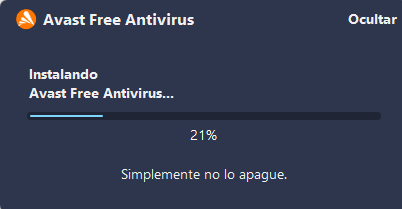 Avast Free Antivirus
Ocultar
Instalando
Avast Free Antivirus...
21%
Simplemente no lo apague.